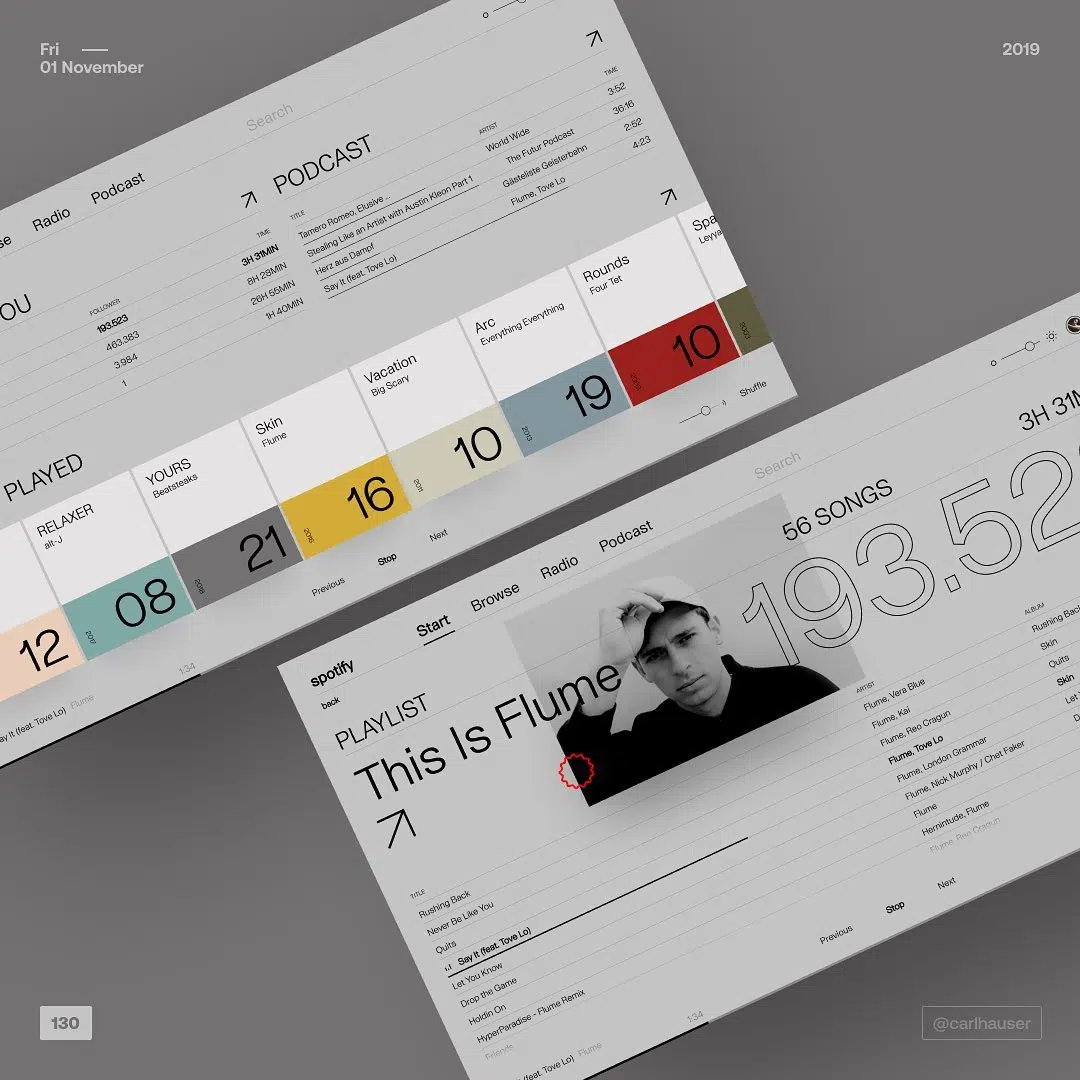 Fri —
01 November
2019
Search
Radio
Podcast
OU
FOLLOWER
TIME
193.523
3H 31MIN
463.383
8H 28MIN
3.984
26H 55MIN
1
1H 40MIN
PODCAST
TITLE
ARTIST
TIME
Tamero Romeo, Elusive ...
World Wide
3:52
Stealing Like an Artist with Austin Kleon Part 1
The Futur Podcast
36:16
Herz aus Dampf
Gästeliste Geisterbahn
2:52
Say It (feat. Tove Lo)
Flume, Tove Lo
4:23
PLAYED
12
RELAXER
alt-J
2017
08
YOURS
Beatsteaks
2018
21
Skin
Flume
2016
16
Vacation
Big Scary
2011
10
Arc
Everything Everything
2013
19
Rounds
Four Tet
2003
10
Spa
Leyya
2003
Say It (feat. Tove Lo) Flume
1:34
Previous
Stop
Next
Shuffle
spotify
Start
Browse
Radio
Podcast
Search
back
PLAYLIST
This Is Flume
56 SONGS
3H 31M
193.52
TITLE
Rushing Back
Never Be Like You
Quits
Say It (feat. Tove Lo)
Let You Know
Drop the Game
Holdin On
HyperParadise - Flume Remix
Friends
ARTIST
Flume, Vera Blue
Flume, Kai
Flume, Reo Cragun
Flume, Tove Lo
Flume, London Grammar
Flume, Nick Murphy / Chet Faker
Flume
Hernintude, Flume
Flume, Reo Cragun
ALBUM
Rushing Back
Skin
Quits
Skin
Let
(feat. Tove Lo) Flume
1:34
Previous
Stop
Next
130
@carlhauser